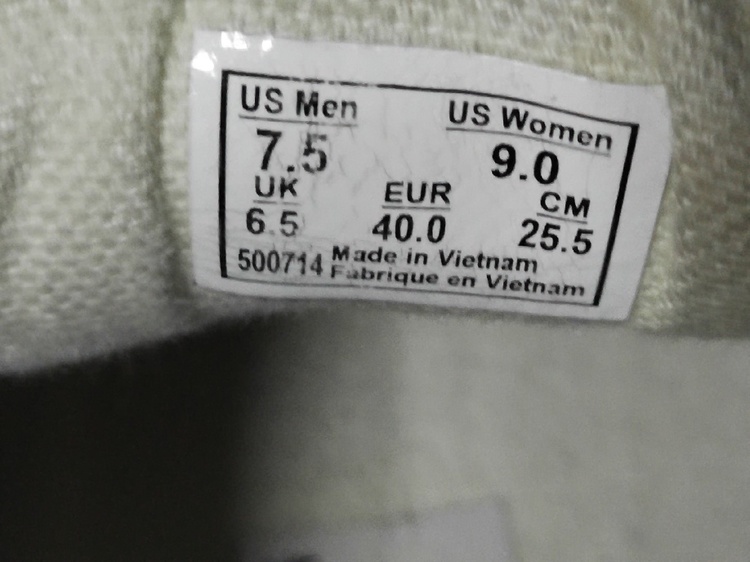 US Men US Women
7.5 9.0
UK EUR CM
6.5 40.0 25.5
500714 Made in Vietnam
Fabrique en Vietnam